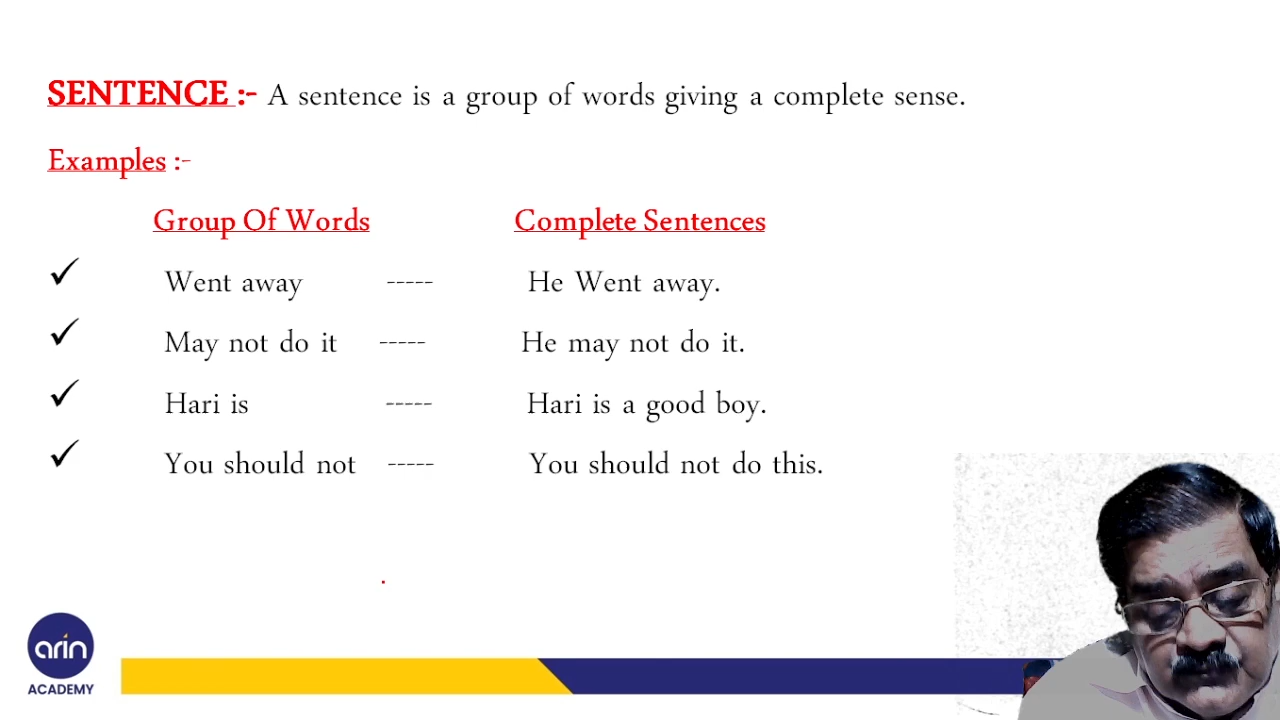 SENTENCE :- A sentence is a group of words giving a complete sense.
Examples :-
Group Of Words Complete Sentences
✓ Went away ----- He Went away.
✓ May not do it ----- He may not do it.
✓ Hari is ----- Hari is a good boy.
✓ You should not ----- You should not do this.
arin
ACADEMY